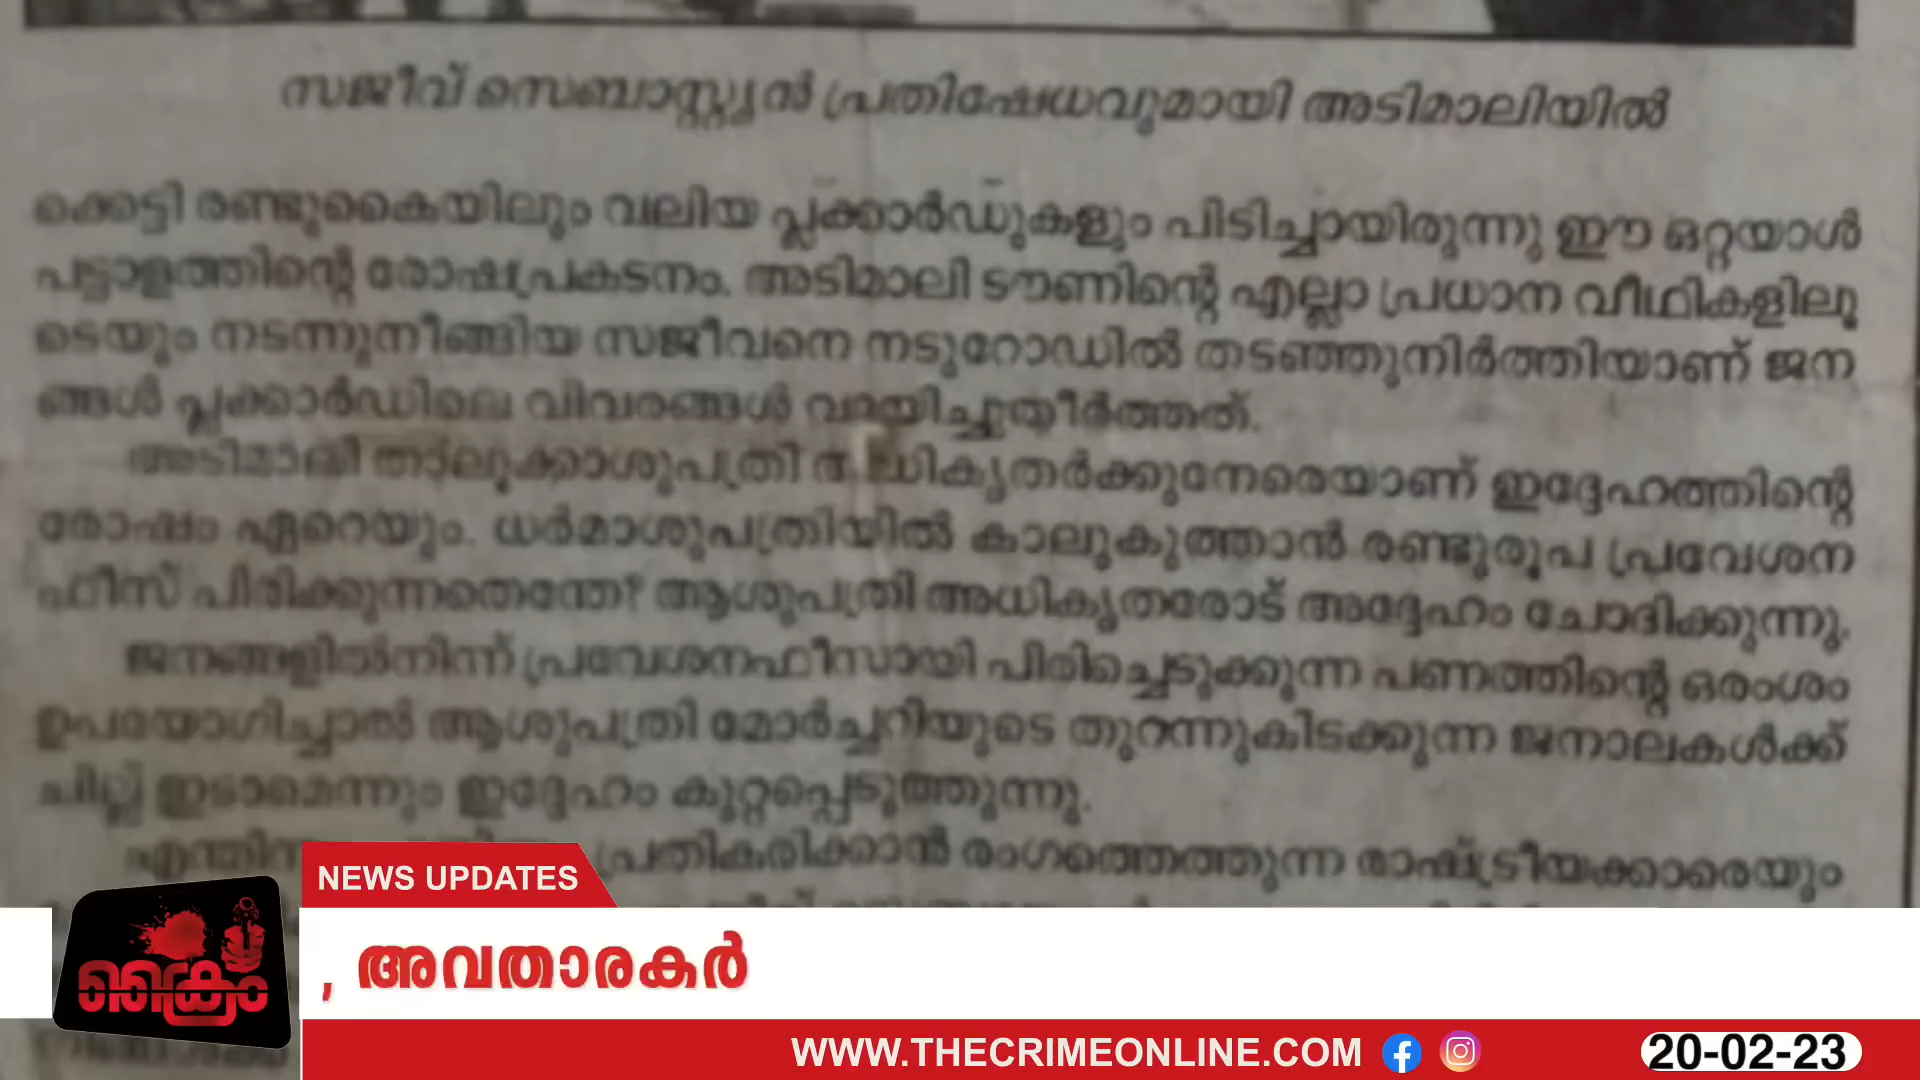 സജീവ് സെബാസ്റ്റ്യൻ പ്രതിഷേധവുമായി അടിമാലിയിൽ
ക്കെട്ടി രണ്ടുകൈയിലും വലിയ പ്ലക്കാർഡുകളും പിടിച്ചായിരുന്നു ഈ ഒറ്റയാൾ
പട്ടാളത്തിന്റെ രോഷപ്രകടനം. അടിമാലി ടൗണിന്റെ എല്ലാ പ്രധാന വീഥികളിലൂ
ടെയും നടന്നുനീങ്ങിയ സജീവനെ നടുറോഡിൽ തടഞ്ഞുനിർത്തിയാണ് ജന
ങ്ങൾ പ്ലക്കാർഡിലെ വിവരങ്ങൾ വായിച്ചുതീർത്തത്.
അടിമാലി താലൂക്കാശുപത്രി അധികൃതർക്കുനേരെയാണ് ഇദ്ദേഹത്തിന്റെ
രോഷം ഏറെയും. ധർമാശുപത്രിയിൽ കാലുകുത്താൻ രണ്ടുരൂപ പ്രവേശന
ഫീസ് പിരിക്കുന്നതെന്തേ? ആശുപത്രി അധികൃതരോട് അദ്ദേഹം ചോദിക്കുന്നു.
ജനങ്ങളിൽനിന്ന് പ്രവേശനഫീസായി പിരിച്ചെടുക്കുന്ന പണത്തിന്റെ ഒരംശം
ഉപയോഗിച്ചാൽ ആശുപത്രി മോർച്ചറിയുടെ തുറന്നുകിടക്കുന്ന ജനാലകൾക്ക്
ചില്ല് ഇടാമെന്നും ഇദ്ദേഹം കുറ്റപ്പെടുത്തുന്നു.
പ്രതികരിക്കാൻ രംഗത്തെത്തുന്ന രാഷ്ട്രീയക്കാരെയും
NEWS UPDATES
ക്രൈം
, അവതാരകർ
WWW.THECRIMEONLINE.COM
20-02-23